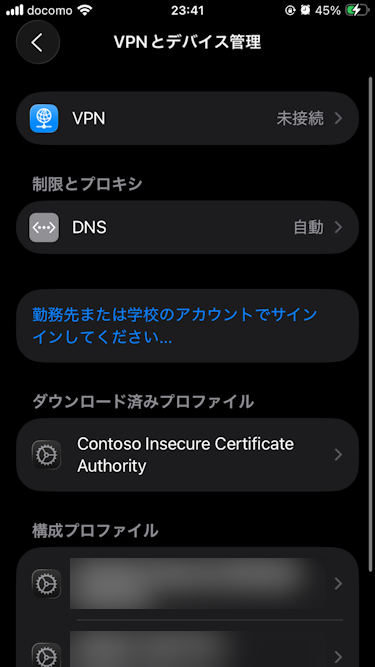 docomo 23:41 45%
VPNとデバイス管理
VPN 未接続
制限とプロキシ
DNS 自動
勤務先または学校のアカウントでサイン
インしてください...
ダウンロード済みプロファイル
Contoso Insecure Certificate
Authority
構成プロファイル